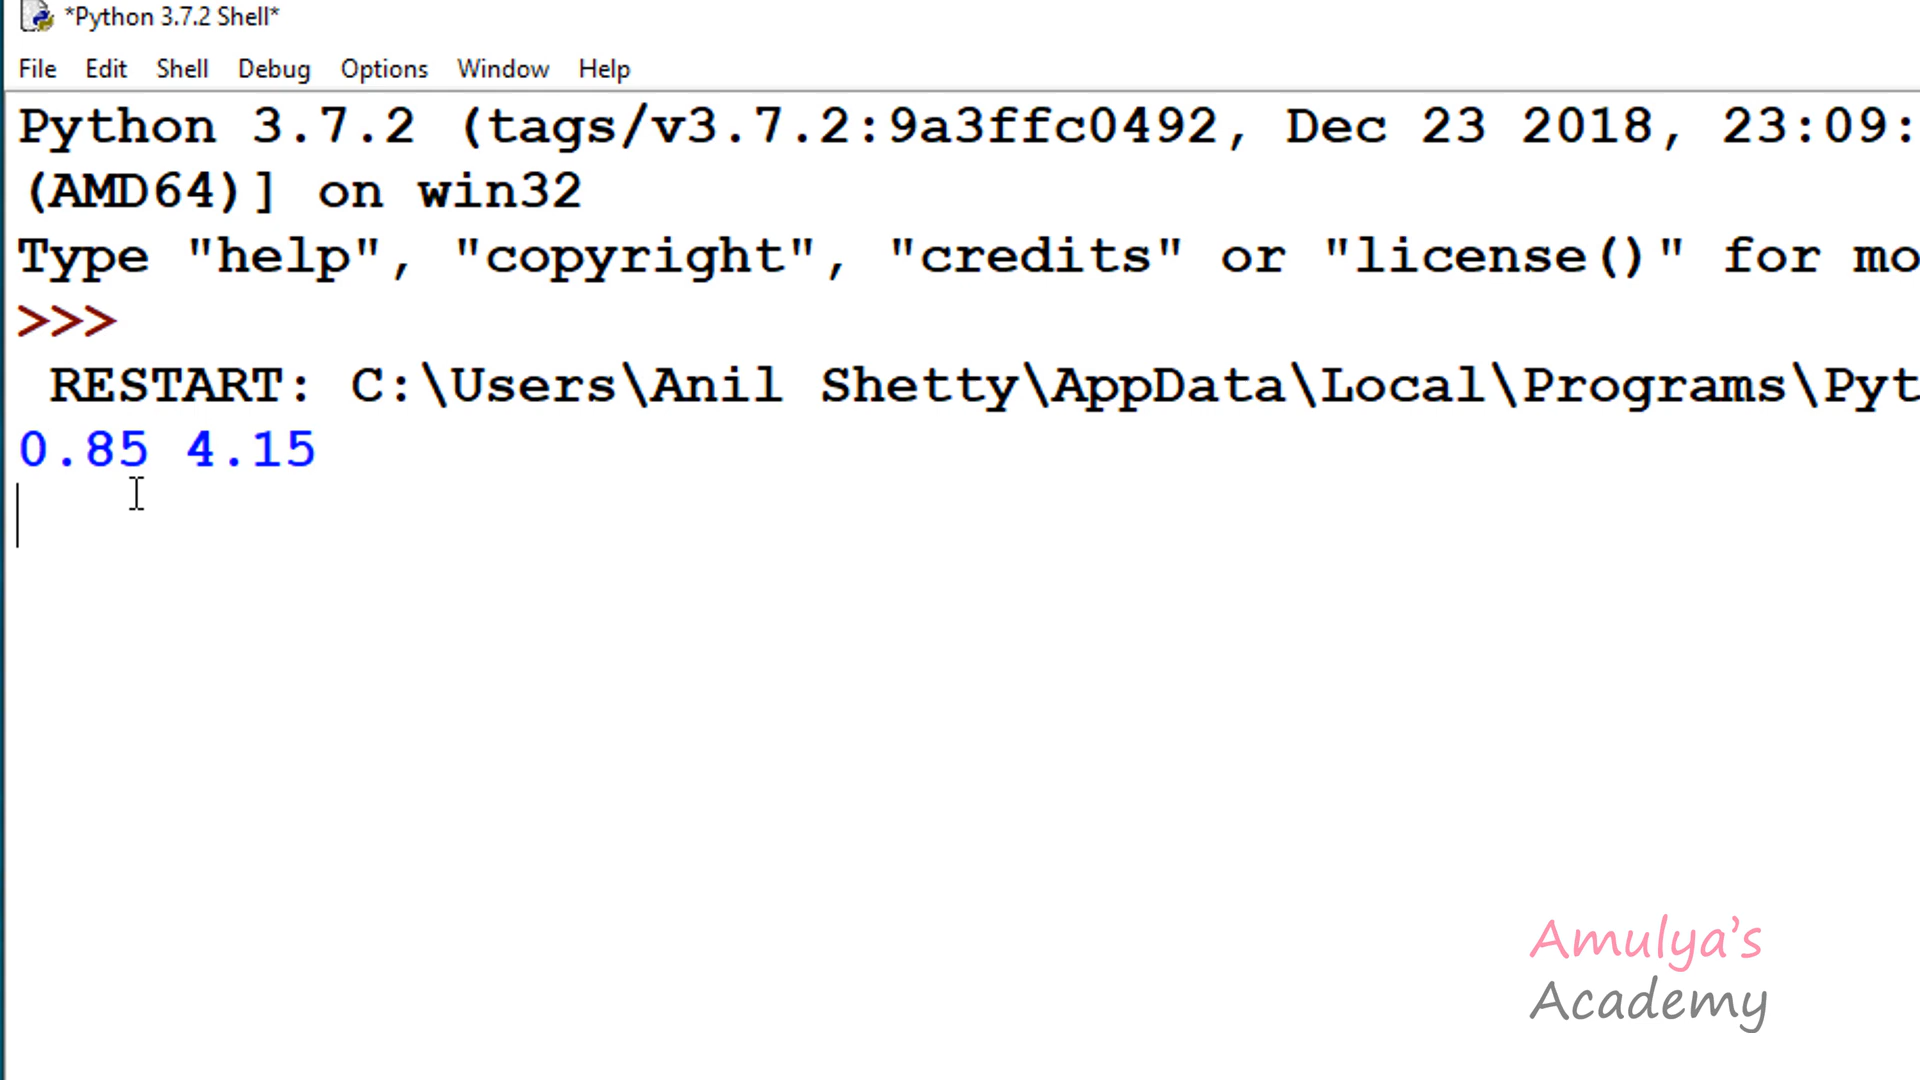 *Python 3.7.2 Shell*
File Edit Shell Debug Options Window Help
Python 3.7.2 (tags/v3.7.2:9a3ffc0492, Dec 23 2018, 23:09:
(AMD64)] on win32
Type "help", "copyright", "credits" or "license()" for mo
>>>
RESTART: C:\Users\Anil Shetty\AppData\Local\Programs\Pyt
0.85 4.15
Amulya's
Academy